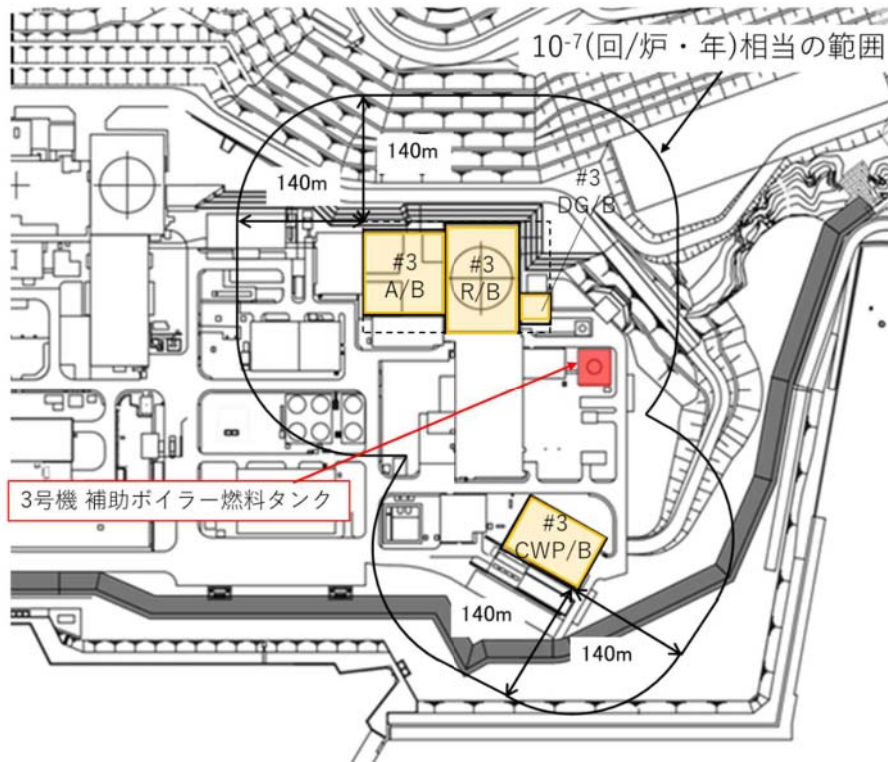 10⁻⁷(回/炉・年)相当の範囲
140m
140m
#3
DG/B
#3
A/B
#3
R/B
3号機 補助ボイラー燃料タンク
#3
CWP/B
140m
140m